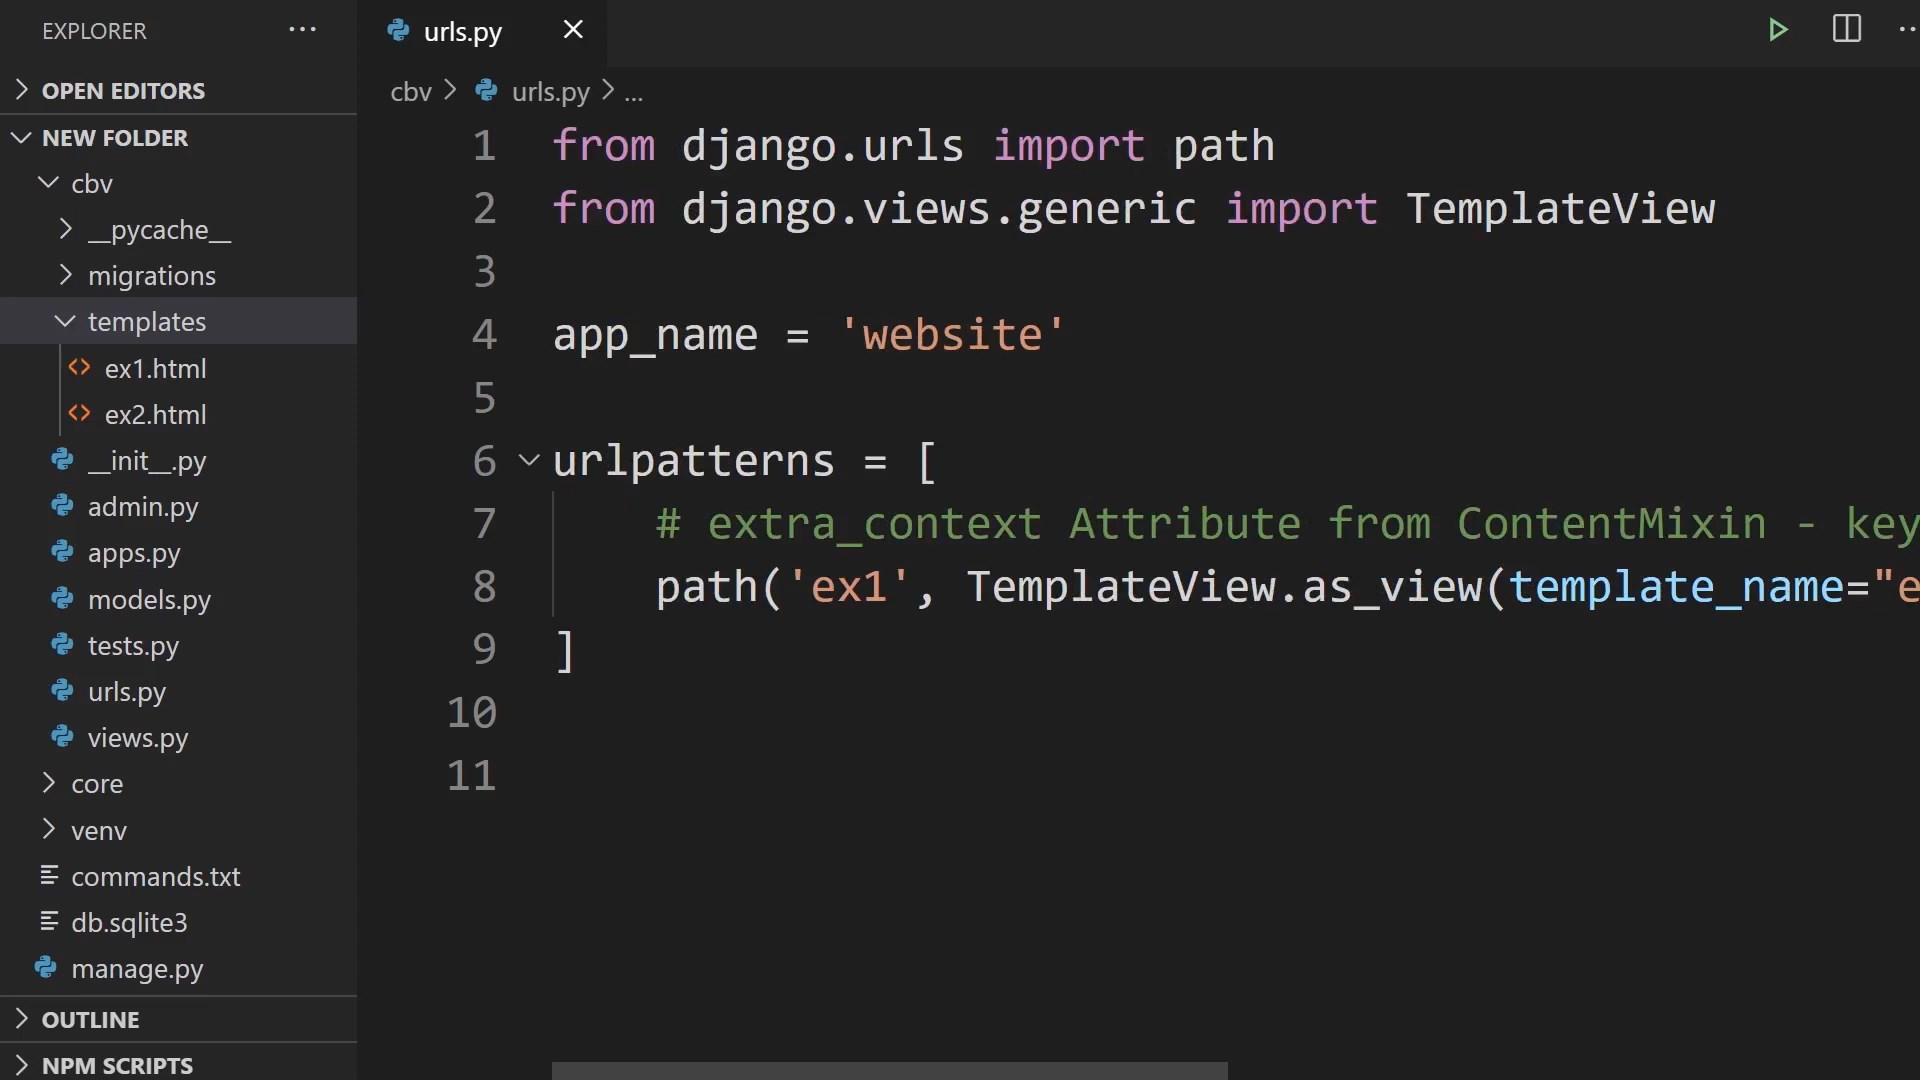 EXPLORER
OPEN EDITORS
NEW FOLDER
cbv
__pycache__
migrations
templates
ex1.html
ex2.html
__init__.py
admin.py
apps.py
models.py
tests.py
urls.py
views.py
core
venv
commands.txt
db.sqlite3
manage.py
OUTLINE
NPM SCRIPTS
urls.py
cbv > urls.py > ...
1 from django.urls import path
2 from django.views.generic import TemplateView
3
4 app_name = 'website'
5
6 urlpatterns = [
7 # extra_context Attribute from ContentMixin - key
8 path('ex1', TemplateView.as_view(template_name="e
9 ]
10
11